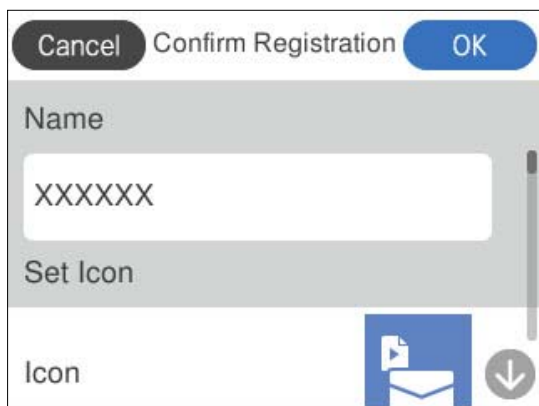 Cancel Confirm Registration OK
Name
XXXXXX
Set Icon
Icon